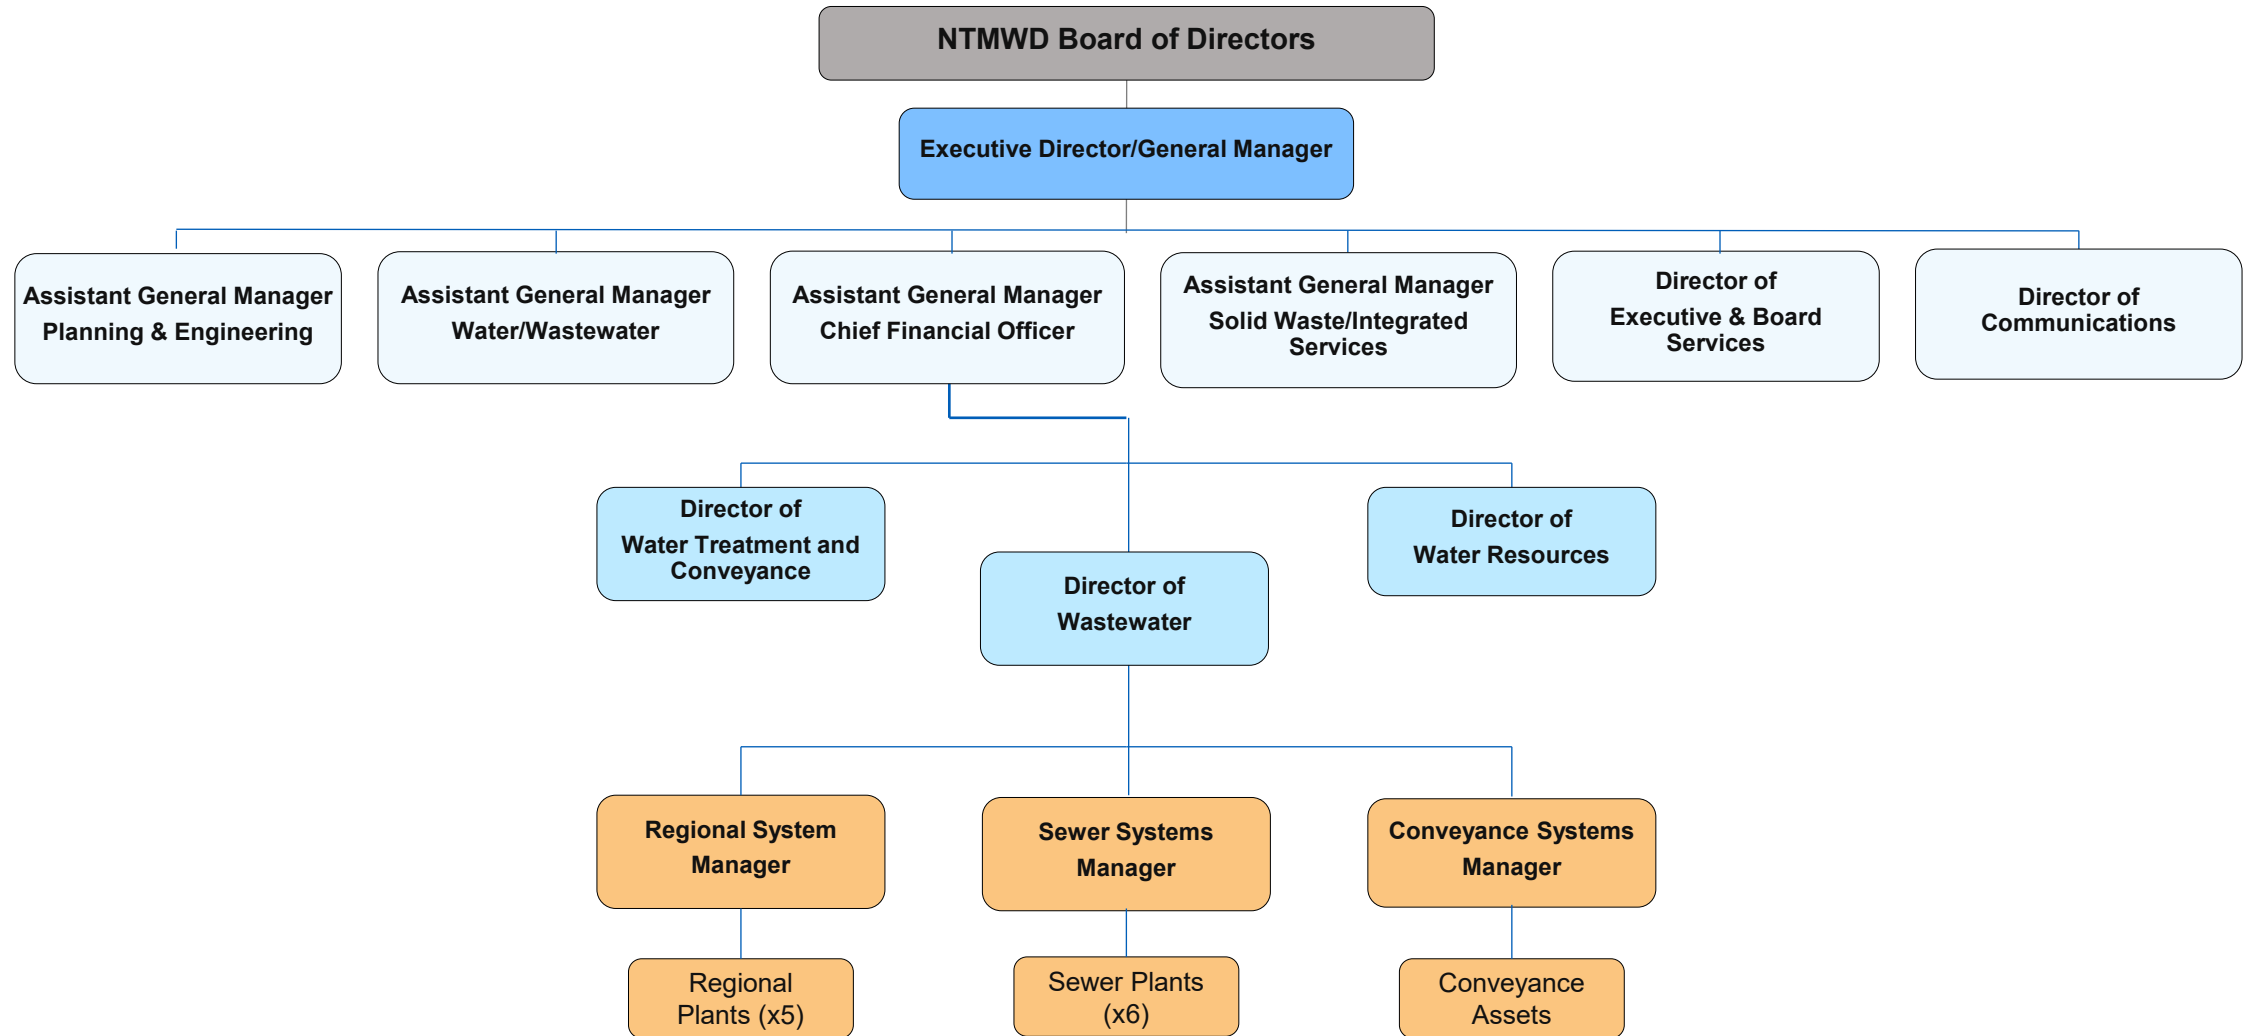 NTMWD Board of Directors
Executive Director/General Manager
Assistant General Manager
Planning & Engineering
Assistant General Manager
Water/Wastewater
Assistant General Manager
Chief Financial Officer
Assistant General Manager
Solid Waste/Integrated
Services
Director of
Executive & Board
Services
Director of
Communications
Director of
Water Treatment and
Conveyance
Director of
Wastewater
Director of
Water Resources
Regional System
Manager
Sewer Systems
Manager
Conveyance Systems
Manager
Regional
Plants (x5)
Sewer Plants
(x6)
Conveyance
Assets